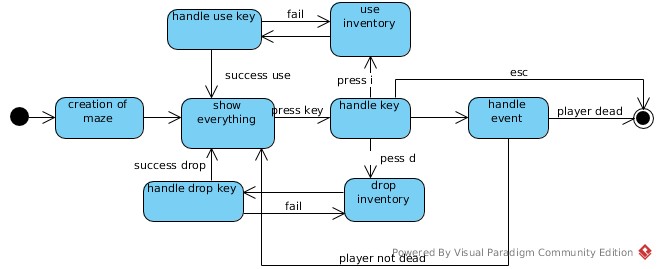 handle use key
fail
use
inventory
success use
press i
esc
creation of
maze
show
everything
press key
handle key
handle
event
player dead
success drop
pess d
handle drop key
fail
drop
inventory
player not dead
Powered By Visual Paradigm Community Edition